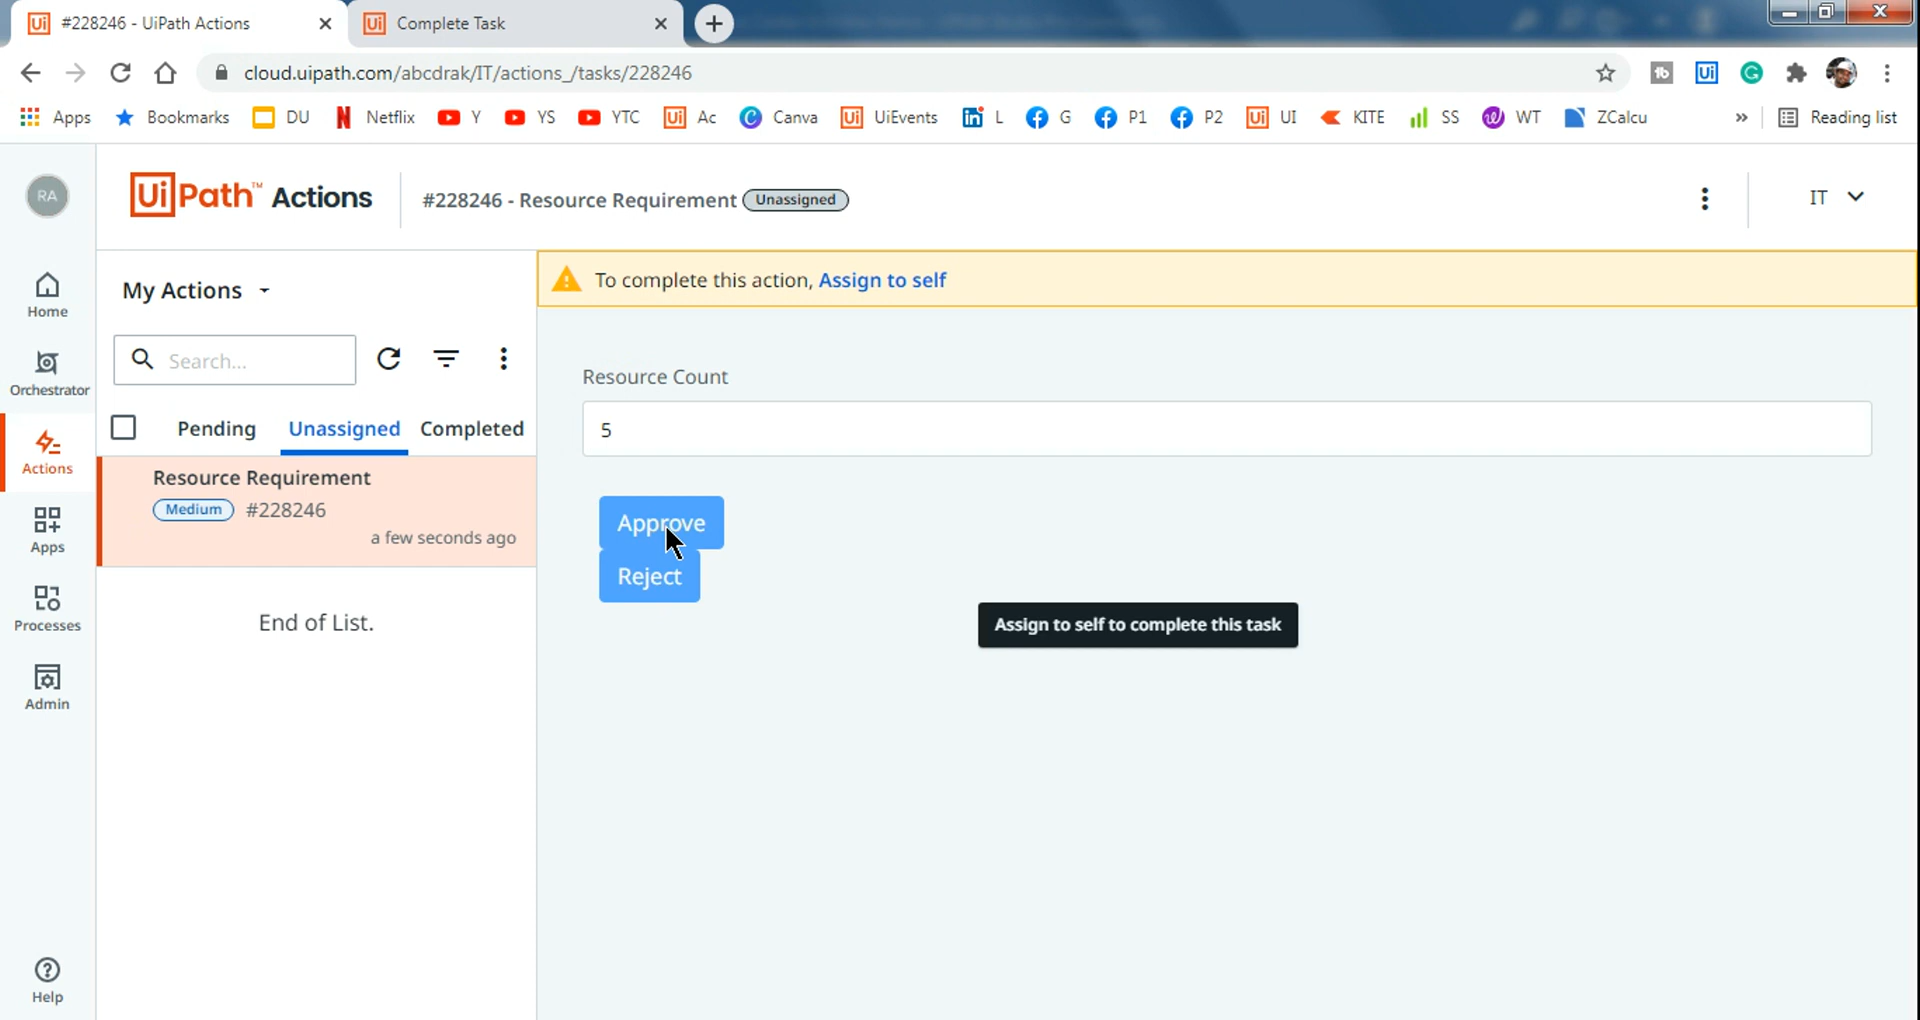 #228246 - UiPath Actions
Complete Task
cloud.uipath.com/abcdrak/IT/actions_/tasks/228246
Apps Bookmarks DU Netflix Y YS YTC Ac Canva UiEvents L G P1 P2 UI KITE SS WT ZCalcu » Reading list
RA
UiPath™ Actions
#228246 - Resource Requirement Unassigned
IT
Home
Orchestrator
Actions
Apps
Processes
Admin
Help
My Actions
Search...
Pending Unassigned Completed
Resource Requirement
Medium #228246
a few seconds ago
End of List.
To complete this action, Assign to self
Resource Count
5
Approve
Reject
Assign to self to complete this task